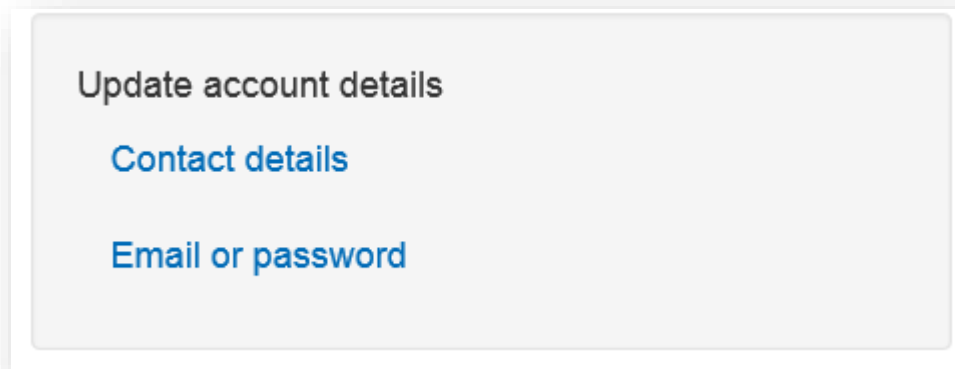 Update account details
Contact details
Email or password